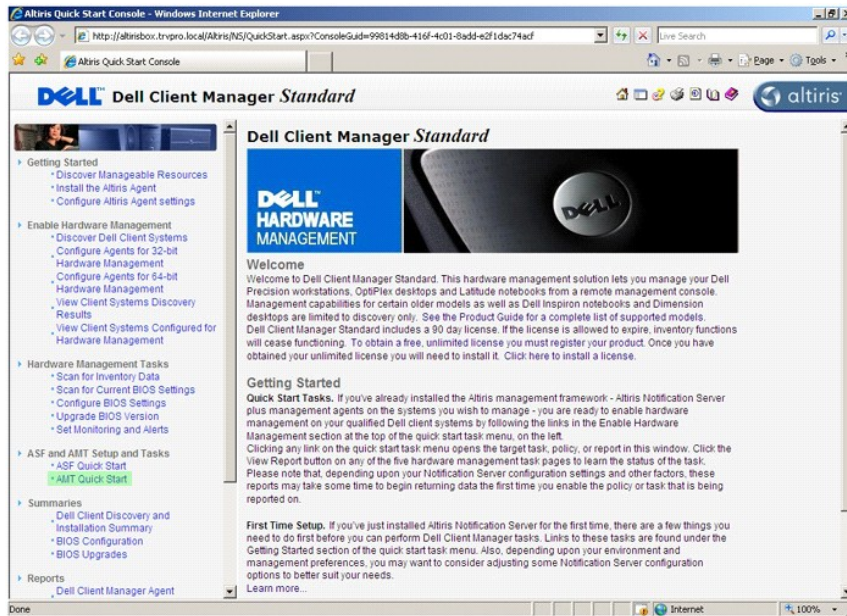 Altiris Quick Start Console - Windows Internet Explorer
http://altirisbox.trvpro.local/Altiris/NS/QuickStart.aspx?ConsoleGuid=99814d8b-416f-4c01-8add-e2f1dac74acf
Live Search
Altiris Quick Start Console
Page
Tools
DELL™ Dell Client Manager Standard
altiris
Getting Started
Discover Manageable Resources
Install the Altiris Agent
Configure Altiris Agent settings
Enable Hardware Management
Discover Dell Client Systems
Configure Agents for 32-bit
Hardware Management
Configure Agents for 64-bit
Hardware Management
View Client Systems Discovery
Results
View Client Systems Configured for
Hardware Management
Hardware Management Tasks
Scan for Inventory Data
Scan for Current BIOS Settings
Configure BIOS Settings
Upgrade BIOS Version
Set Monitoring and Alerts
ASF and AMT Setup and Tasks
ASF Quick Start
AMT Quick Start
Summaries
Dell Client Discovery and
Installation Summary
BIOS Configuration
BIOS Upgrades
Reports
Dell Client Manager Agent
Dell Client Manager Standard
DELL™
HARDWARE
MANAGEMENT
DELL
Welcome
Welcome to Dell Client Manager Standard. This hardware management solution lets you manage your Dell
Precision workstations, OptiPlex desktops and Latitude notebooks from a remote management console.
Management capabilities for certain older models as well as Dell Inspiron notebooks and Dimension
desktops are limited to discovery only. See the Product Guide for a complete list of supported models.
Dell Client Manager Standard includes a 90 day license. If the license is allowed to expire, inventory functions
will cease functioning. To obtain a free, unlimited license you must register your product. Once you have
obtained your unlimited license you will need to install it. Click here to install a license.
Getting Started
Quick Start Tasks. If you've already installed the Altiris management framework - Altiris Notification Server
plus management agents on the systems you wish to manage - you are ready to enable hardware
management on your qualified Dell client systems by following the links in the Enable Hardware
Management section at the top of the quick start task menu, on the left.
Clicking any link on the quick start task menu opens the target task, policy, or report in this window. Click the
View Report button on any of the five hardware management task pages to learn the status of the task.
Please note that, depending upon your Notification Server configuration settings and other factors, these
reports may take some time to begin returning data the first time you enable the policy or task that is being
reported on.
First Time Setup. If you've just installed Altiris Notification Server for the first time, there are a few things you
need to do first before you can perform Dell Client Manager tasks. Links to these tasks are found under the
Getting Started section of the quick start task menu. Also, depending upon your environment and
management preferences, you may want to consider adjusting some Notification Server configuration
options to better suit your needs.
Learn more...
Done
Internet
100%